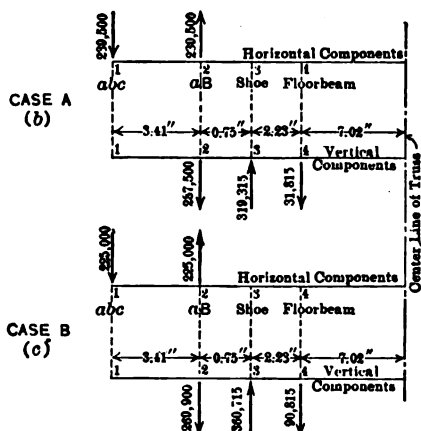 230,500 230,500
Horizontal Components
1 2 3 4
abc aB Shoe Floorbeam
CASE A
(b)
3.41" 0.75" 2.23" 7.02"
1 2 3 4 Vertical
Components
257,500 319,315 31,815
Center Line of Truss
225,000 225,000
Horizontal Components
1 2 3 4
abc aB Shoe Floorbeam
CASE B
(c)
3.41" 0.75" 2.23" 7.02"
1 2 3 4 Vertical
Components
269,900 360,715 90,815